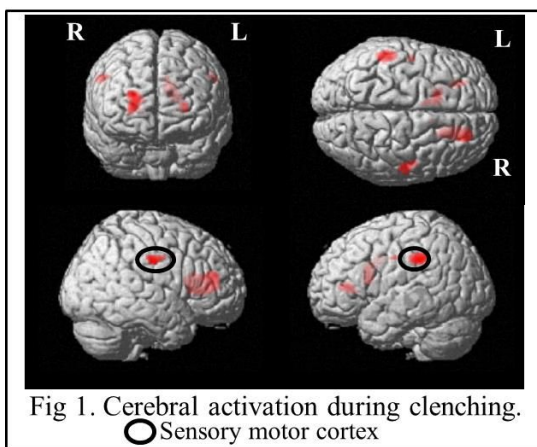 R L
L
R
Fig 1. Cerebral activation during clenching.
Sensory motor cortex